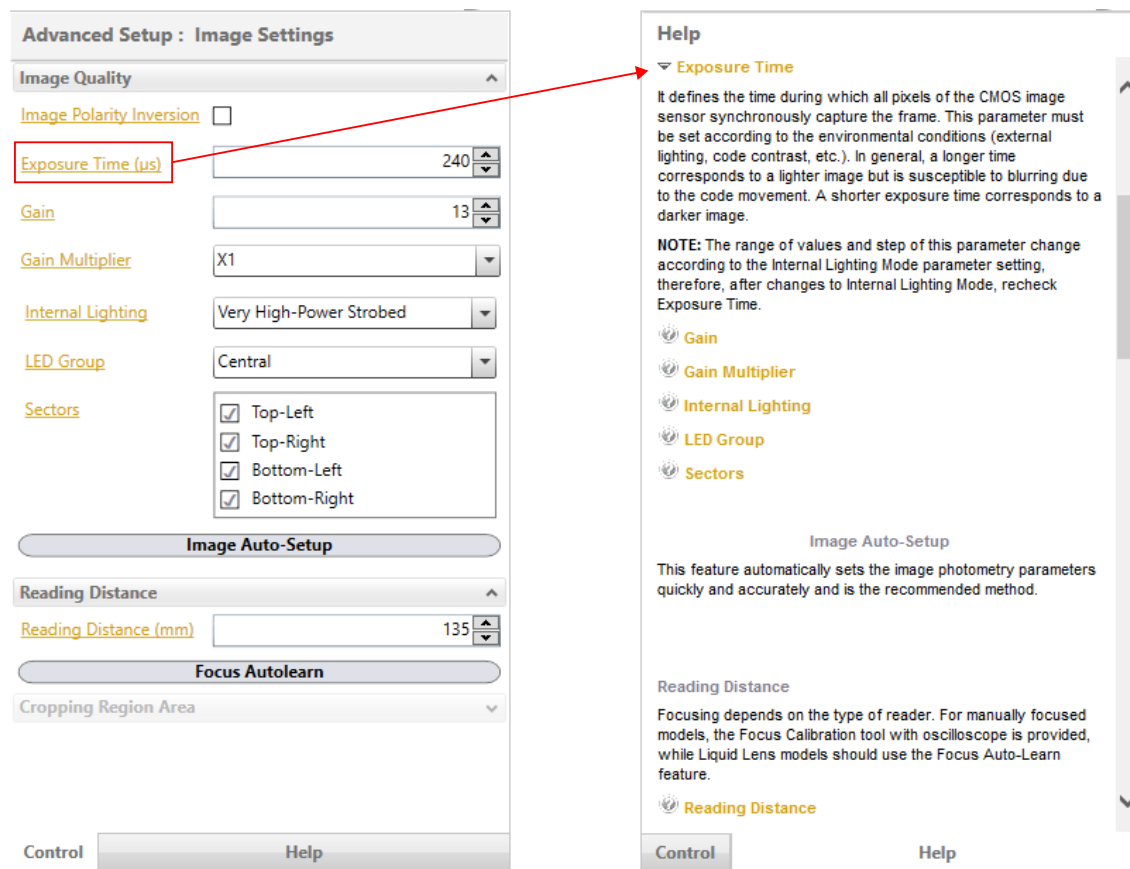 Advanced Setup : Image Settings
Image Quality
Image Polarity Inversion
Exposure Time (µs)
240
Gain
13
Gain Multiplier
X1
Internal Lighting
Very High-Power Strobed
LED Group
Central
Sectors
Top-Left
Top-Right
Bottom-Left
Bottom-Right
Image Auto-Setup
Reading Distance
Reading Distance (mm)
135
Focus Autolearn
Cropping Region Area
Control
Help
Help
Exposure Time
It defines the time during which all pixels of the CMOS image
sensor synchronously capture the frame. This parameter must
be set according to the environmental conditions (external
lighting, code contrast, etc.). In general, a longer time
corresponds to a lighter image but is susceptible to blurring due
to the code movement. A shorter exposure time corresponds to a
darker image.
NOTE: The range of values and step of this parameter change
according to the Internal Lighting Mode parameter setting,
therefore, after changes to Internal Lighting Mode, recheck
Exposure Time.
Gain
Gain Multiplier
Internal Lighting
LED Group
Sectors
Image Auto-Setup
This feature automatically sets the image photometry parameters
quickly and accurately and is the recommended method.
Reading Distance
Focusing depends on the type of reader. For manually focused
models, the Focus Calibration tool with oscilloscope is provided,
while Liquid Lens models should use the Focus Auto-Learn
feature.
Reading Distance
Control
Help